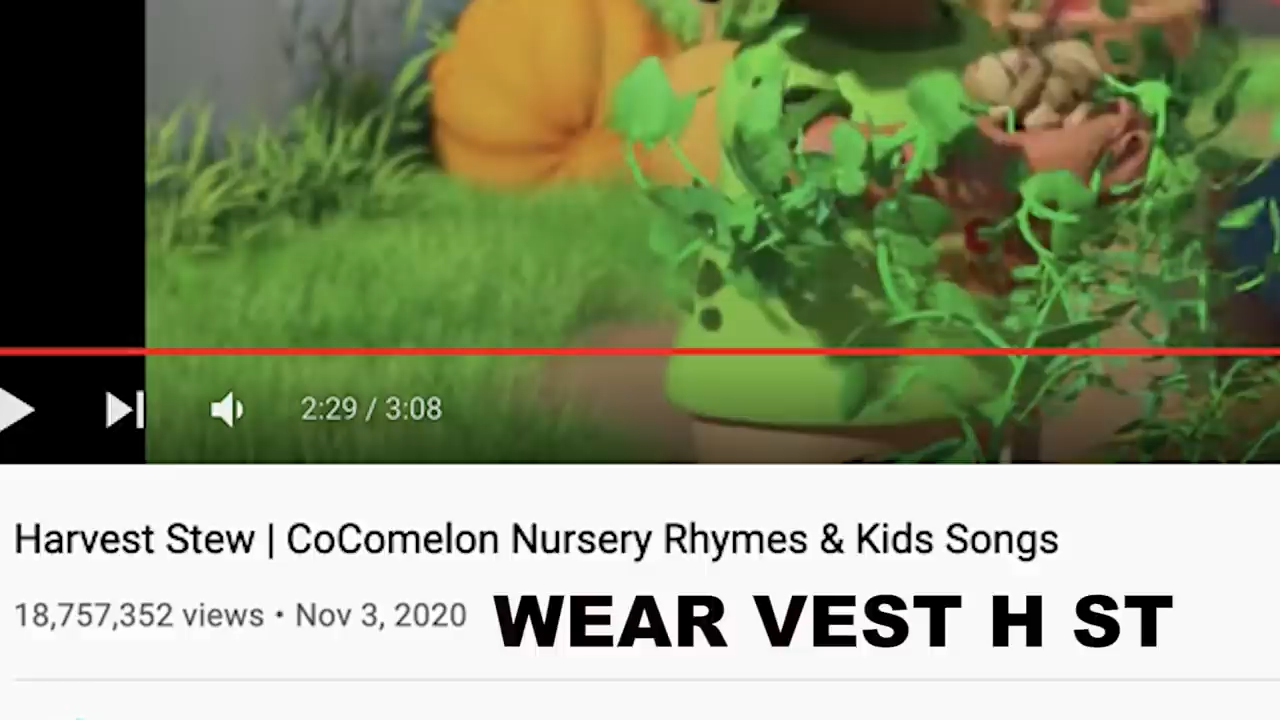 2:29 / 3:08
Harvest Stew | CoComelon Nursery Rhymes & Kids Songs
18,757,352 views • Nov 3, 2020 WEAR VEST H ST